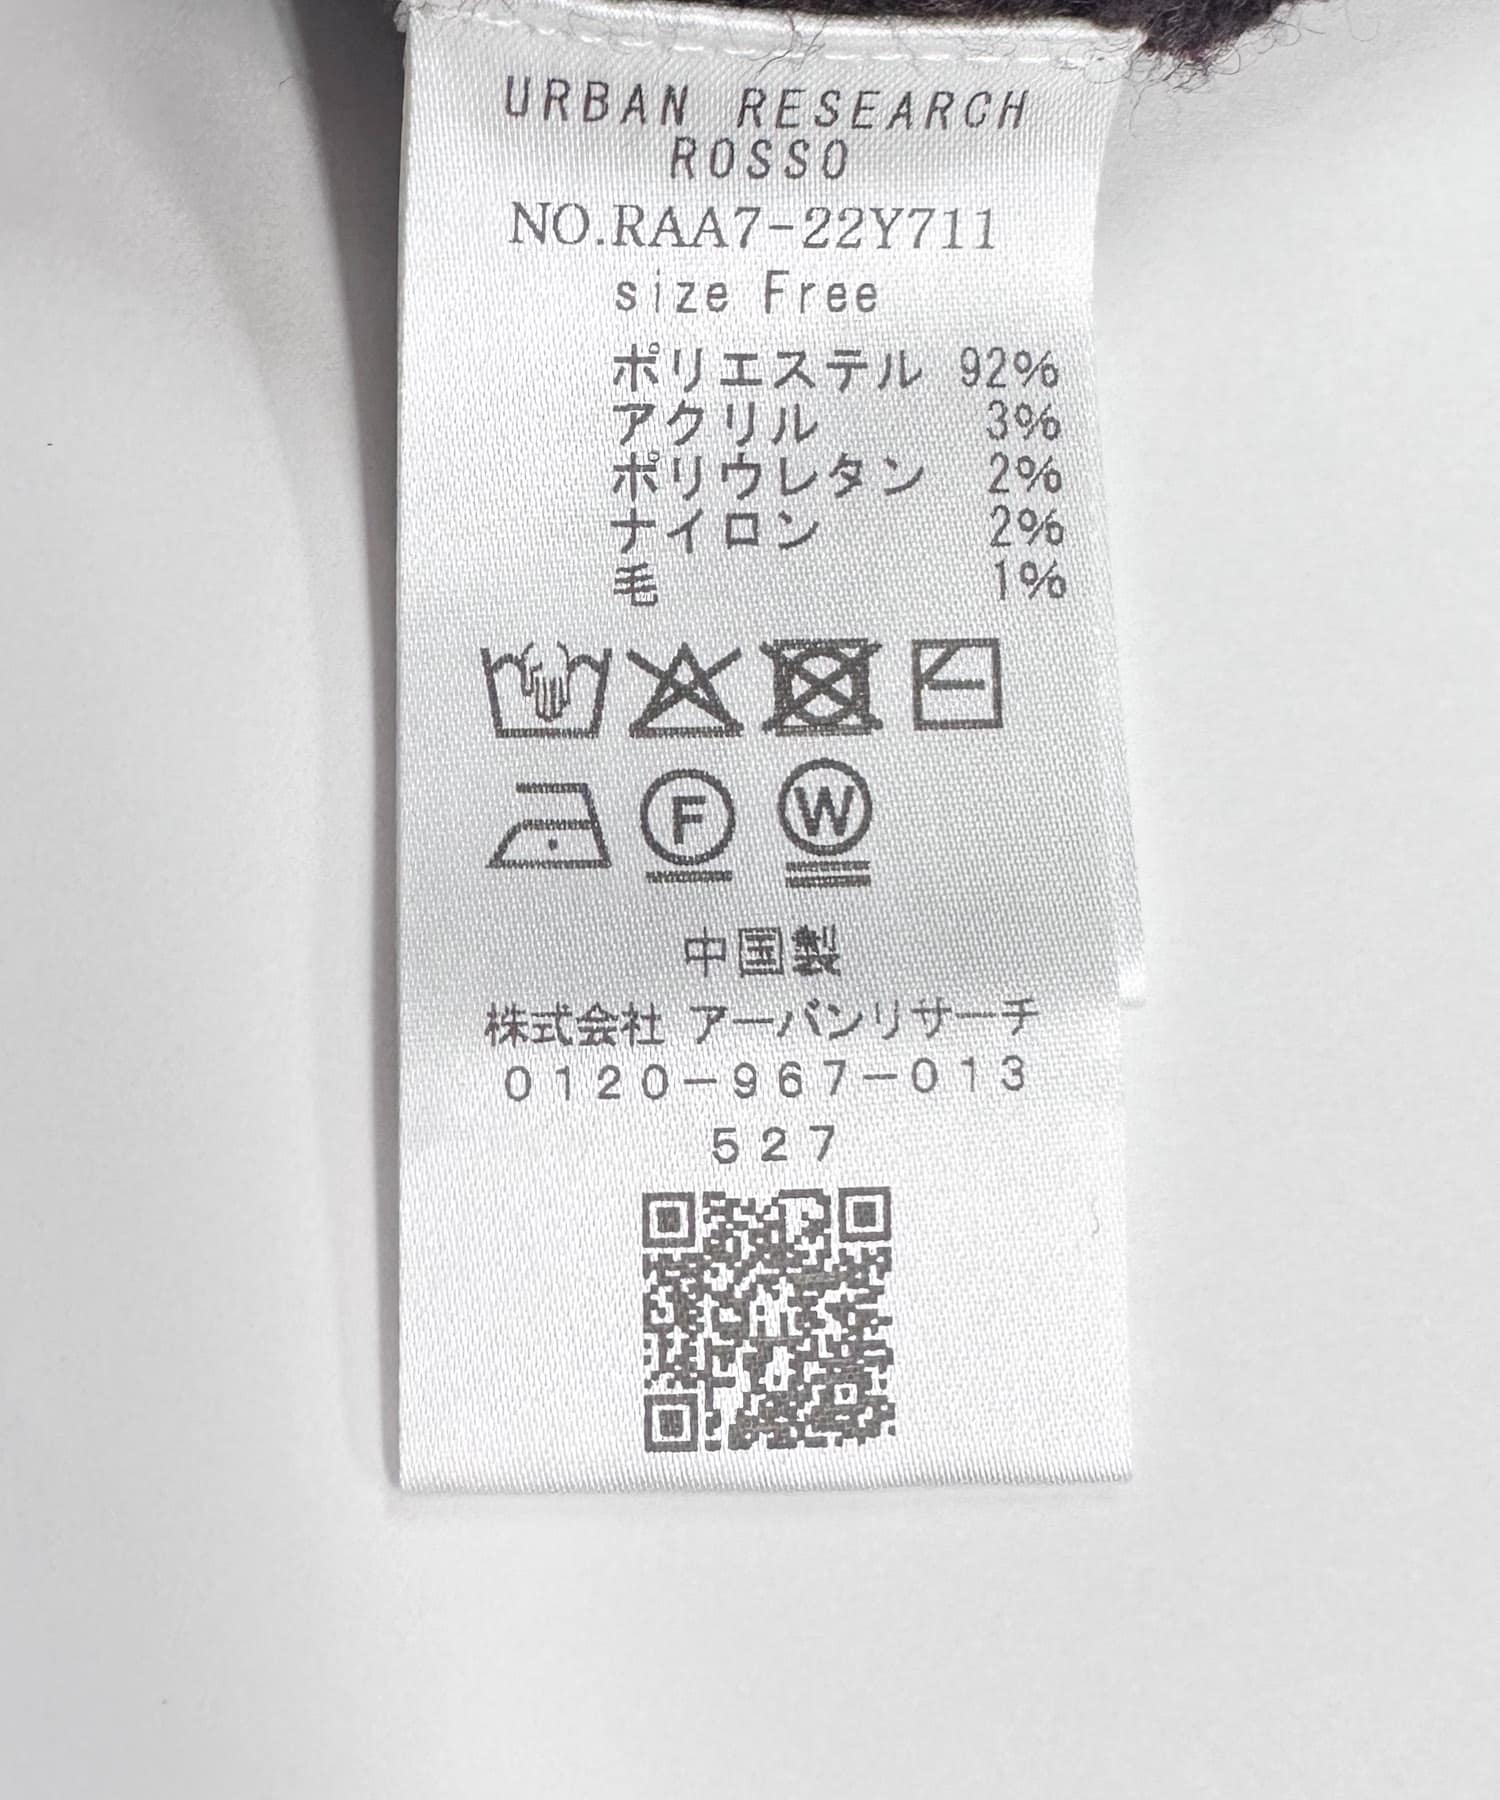 URBAN RESEARCH
ROSSO
NO.RAA7-22Y711
size Free
ポリエステル 92%
アクリル 3%
ポリウレタン 2%
ナイロン 2%
毛 1%
F W
中国製
株式会社 アーバンリサーチ
0120-967-013
527